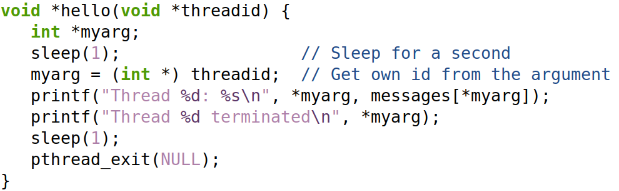 void *hello(void *threadid) {
   int *myarg;
   sleep(1);                  // Sleep for a second
   myarg = (int *) threadid;  // Get own id from the argument
   printf("Thread %d: %s\n", *myarg, messages[*myarg]);
   printf("Thread %d terminated\n", *myarg);
   sleep(1);
   pthread_exit(NULL);
}